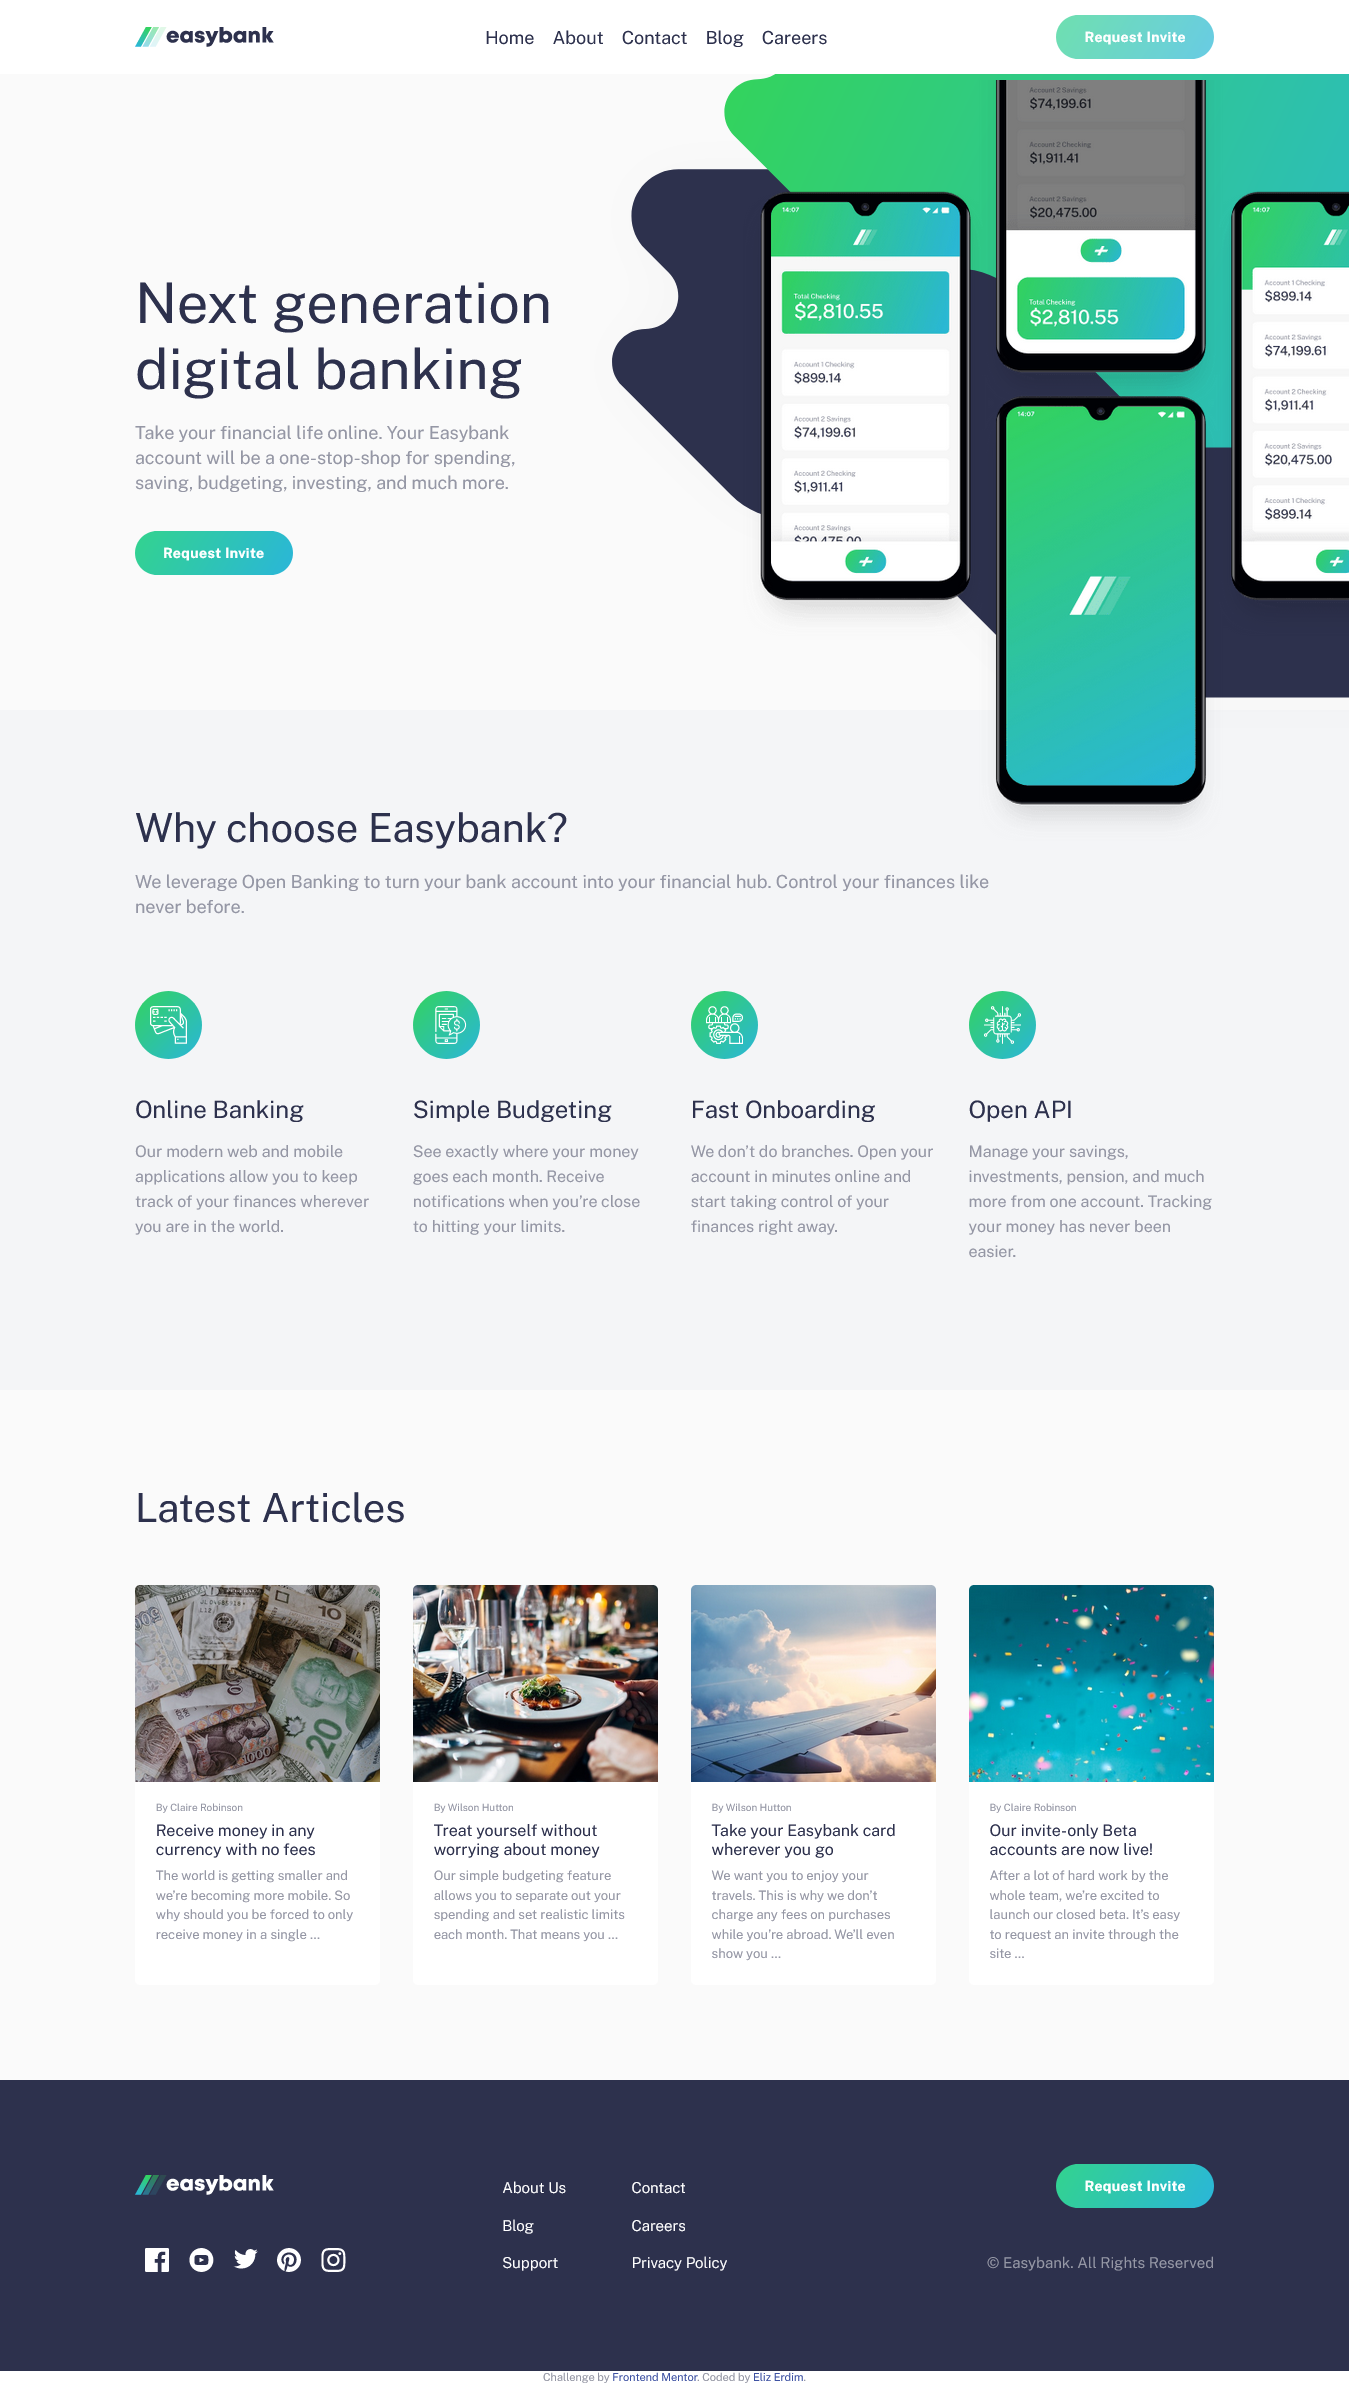 easybank
Home About Contact Blog Careers
Request Invite
Next generation
digital banking
Take your financial life online. Your Easybank
account will be a one-stop-shop for spending,
saving, budgeting, investing, and much more.
Request Invite
14:07
Total Checking
$2,810.55
Account 1 Checking
$899.14
Account 2 Savings
$74,199.61
Account 2 Checking
$1,911.41
Account 2 Savings
$20,475.00
Account 2 Savings
$74,199.61
Account 2 Checking
$1,911.41
Account 2 Savings
$20,475.00
Total Checking
$2,810.55
14:07
14:07
Account 1 Checking
$899.14
Account 2 Savings
$74,199.61
Account 2 Checking
$1,911.41
Account 2 Savings
$20,475.00
Account 1 Checking
$899.14
Why choose Easybank?
We leverage Open Banking to turn your bank account into your financial hub. Control your finances like
never before.
Online Banking
Our modern web and mobile
applications allow you to keep
track of your finances wherever
you are in the world.
Simple Budgeting
See exactly where your money
goes each month. Receive
notifications when you're close
to hitting your limits.
Fast Onboarding
We don't do branches. Open your
account in minutes online and
start taking control of your
finances right away.
Open API
Manage your savings,
investments, pension, and much
more from one account. Tracking
your money has never been
easier.
Latest Articles
10
20
1000
By Claire Robinson
Receive money in any
currency with no fees
The world is getting smaller and
we're becoming more mobile. So
why should you be forced to only
receive money in a single ...
By Wilson Hutton
Treat yourself without
worrying about money
Our simple budgeting feature
allows you to separate out your
spending and set realistic limits
each month. That means you ...
By Wilson Hutton
Take your Easybank card
wherever you go
We want you to enjoy your
travels. This is why we don't
charge any fees on purchases
while you're abroad. We'll even
show you ...
By Claire Robinson
Our invite-only Beta
accounts are now live!
After a lot of hard work by the
whole team, we're excited to
launch our closed beta. It's easy
to request an invite through the
site ...
easybank
About Us
Blog
Support
Contact
Careers
Privacy Policy
Request Invite
© Easybank. All Rights Reserved
Challenge by Frontend Mentor. Coded by Eliz Erdim.